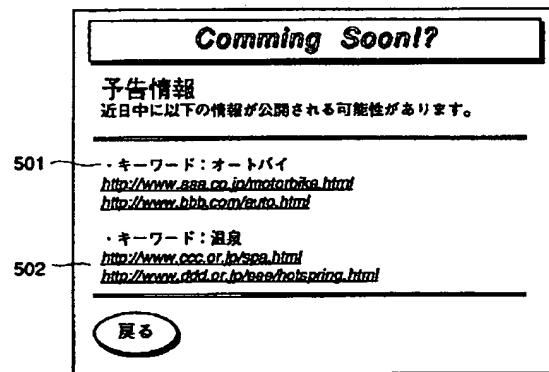 Comming Soon!?
予告情報
近日中に以下の情報が公開される可能性があります。
501
・キーワード：オートバイ
http://www.aaa.co.jp/motorbike.html
http://www.bbb.com/auto.html
・キーワード：温泉
502
http://www.ccc.or.jp/spa.html
http://www.ddd.or.jp/eee/hotspring.html
戻る